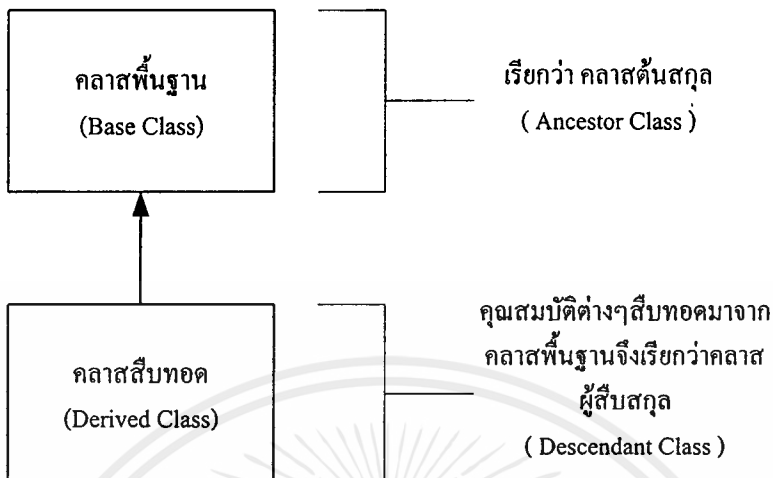 คลาสพื้นฐาน
(Base Class)
เรียกว่า คลาสต้นสกุล
( Ancestor Class )
คลาสสืบทอด
(Derived Class)
คุณสมบัติต่างๆสืบทอดมาจาก
คลาสพื้นฐานจึงเรียกว่าคลาส
ผู้สืบสกุล
( Descendant Class )